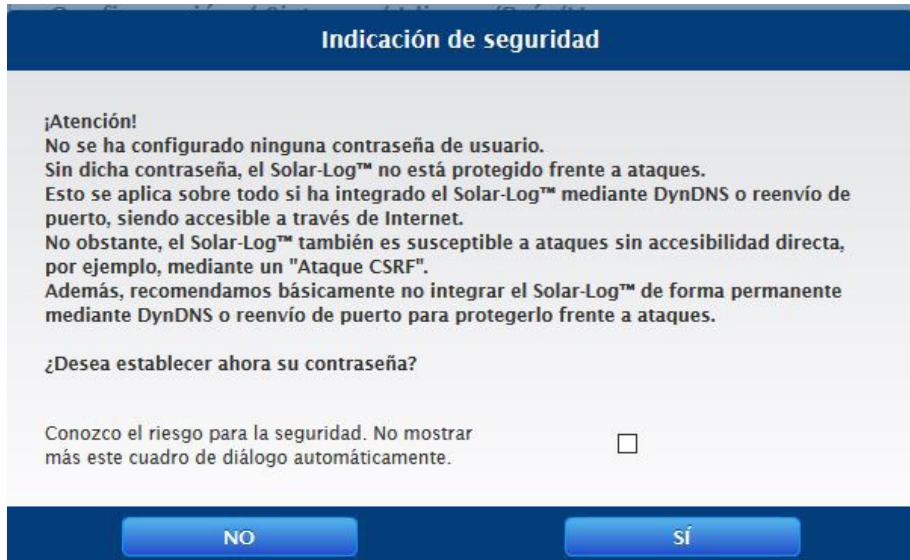 Indicación de seguridad
¡Atención!
No se ha configurado ninguna contraseña de usuario.
Sin dicha contraseña, el Solar-Log™ no está protegido frente a ataques.
Esto se aplica sobre todo si ha integrado el Solar-Log™ mediante DynDNS o reenvío de
puerto, siendo accesible a través de Internet.
No obstante, el Solar-Log™ también es susceptible a ataques sin accesibilidad directa,
por ejemplo, mediante un "Ataque CSRF".
Además, recomendamos básicamente no integrar el Solar-Log™ de forma permanente
mediante DynDNS o reenvío de puerto para protegerlo frente a ataques.
¿Desea establecer ahora su contraseña?
Conozco el riesgo para la seguridad. No mostrar
más este cuadro de diálogo automáticamente.
NO
SÍ